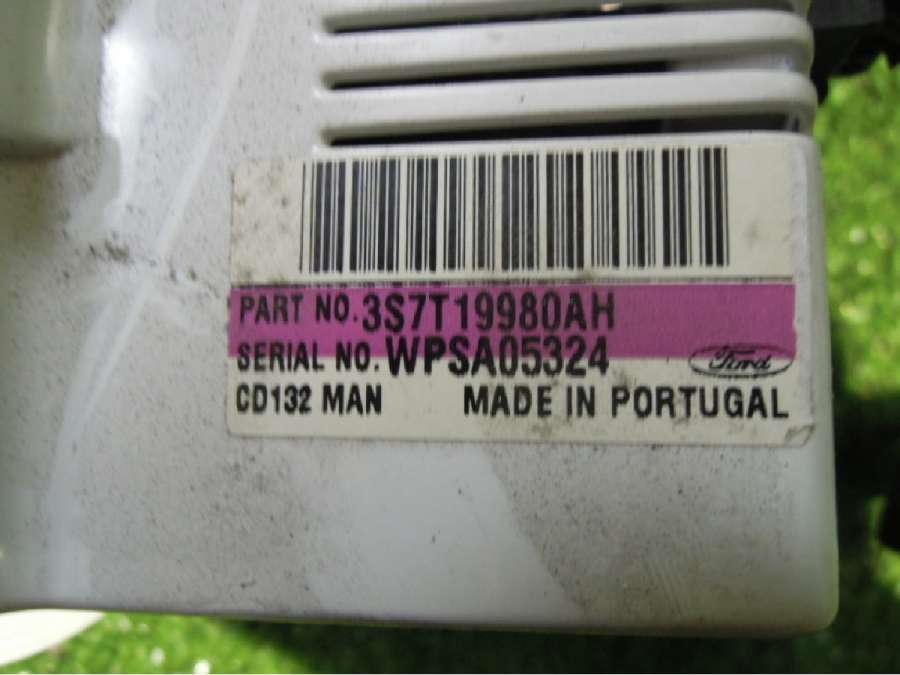 PART NO. 3S7T19980AH
SERIAL NO. WPSA05324 Ford
CD132 MAN MADE IN PORTUGAL